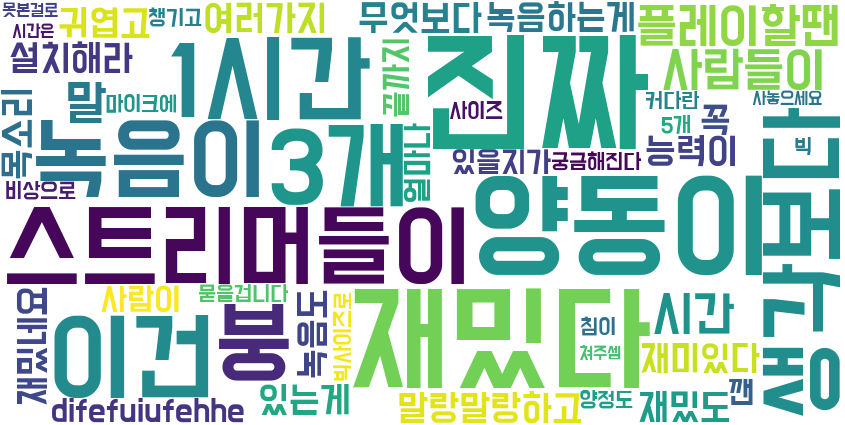 못본걸로
귀엽고
챙기고
여러가지
무엇보다
녹음하는게
플레이할땐
시간은
설치해라
1시간
끝까지
진짜
사람들이
목소리
말
마이크에
사이즈
커다란
사놓으세요
녹음이
3개
얼마나
5개
꼭
빅
비상으로
있을지가
궁금해진다
능력이
생각보다
스트리머들이
양동이
재밌네요
사람이
묻을겁니다
녹음도
빅사이즈로
이건
붕
재밌다
침이
시간
쳐주셈
재미있다
difefuiufehhe
있는게
말랑말랑하고
양정도
재밌도
깬